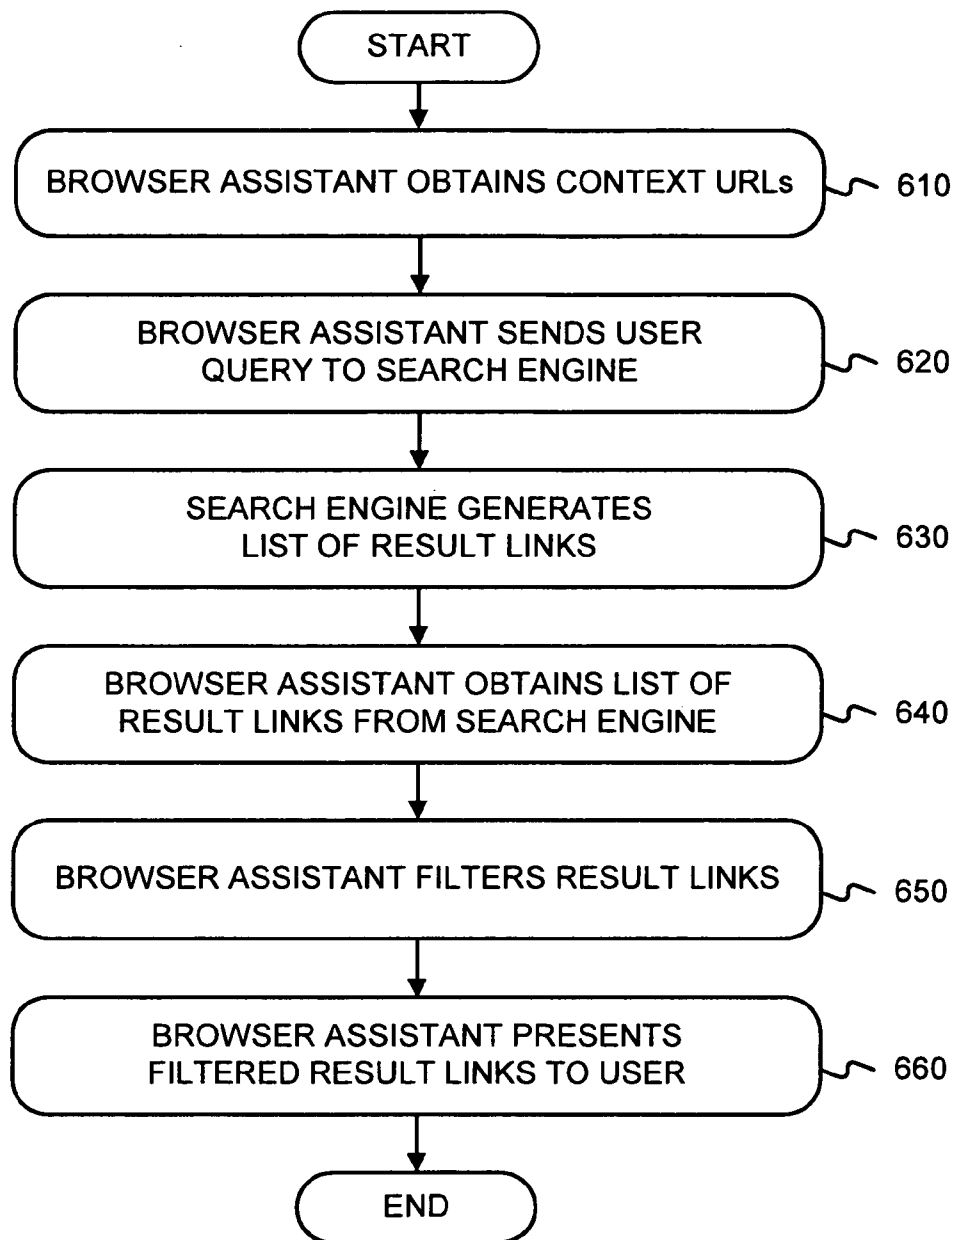 START
BROWSER ASSISTANT OBTAINS CONTEXT URLs
610
BROWSER ASSISTANT SENDS USER
QUERY TO SEARCH ENGINE
620
SEARCH ENGINE GENERATES
LIST OF RESULT LINKS
630
BROWSER ASSISTANT OBTAINS LIST OF
RESULT LINKS FROM SEARCH ENGINE
640
BROWSER ASSISTANT FILTERS RESULT LINKS
650
BROWSER ASSISTANT PRESENTS
FILTERED RESULT LINKS TO USER
660
END